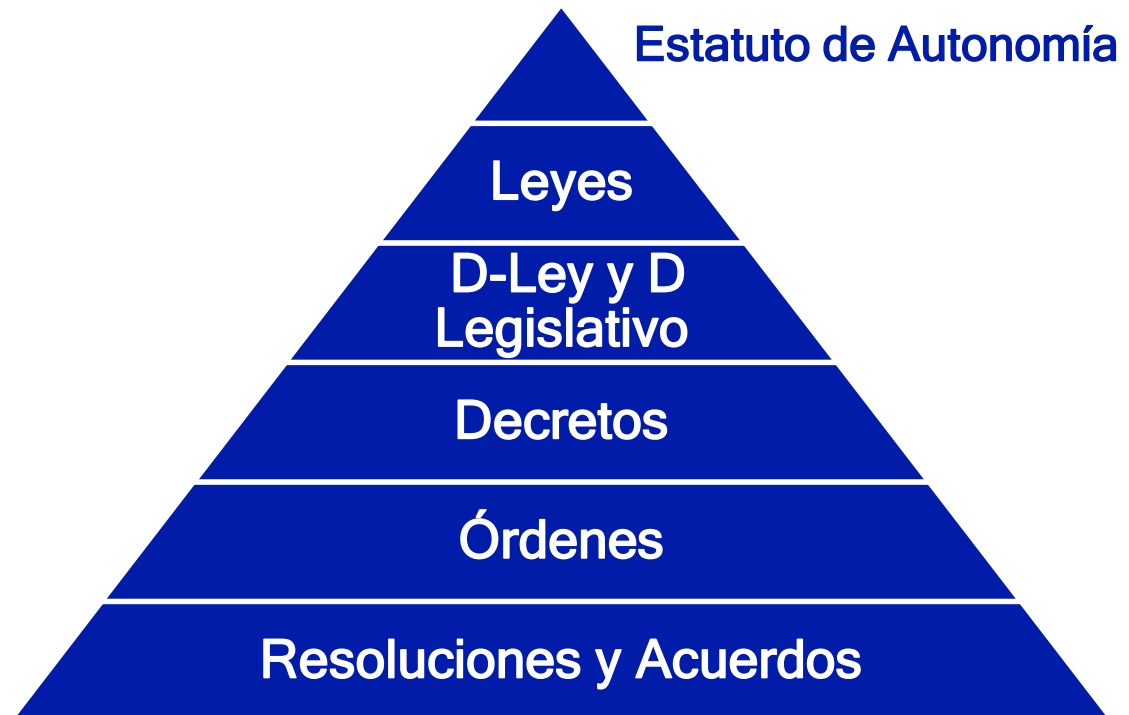 Estatuto de Autonomía
Leyes
D-Ley y D
Legislativo
Decretos
Órdenes
Resoluciones y Acuerdos